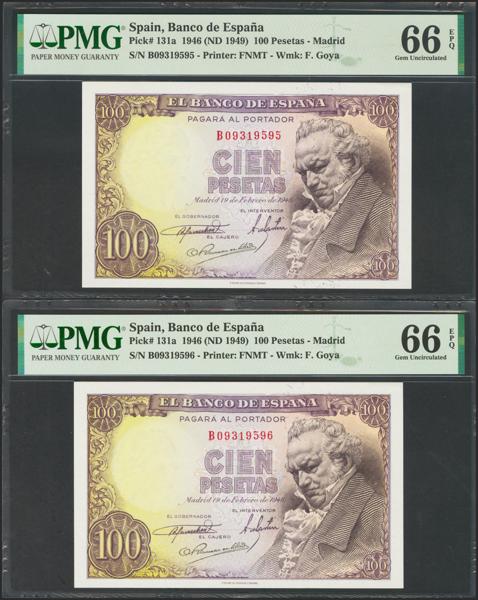 PMG
PAPER MONEY GUARANTY
Spain, Banco de España
Pick# 131a 1946 (ND 1949) 100 Pesetas - Madrid
S/N B09319595 - Printer: FNMT - Wmk: F. Goya
66 EPQ
Gem Uncirculated
100
EL BANCO DE ESPAÑA
100
PAGARÁ AL PORTADOR
B09319595
CIEN
PESETAS
Madrid 19 de Febrero de 1946
EL GOBERNADOR
EL INTERVENTOR
EL CAJERO
100
100
PMG
PAPER MONEY GUARANTY
Spain, Banco de España
Pick# 131a 1946 (ND 1949) 100 Pesetas - Madrid
S/N B09319596 - Printer: FNMT - Wmk: F. Goya
66 EPQ
Gem Uncirculated
100
EL BANCO DE ESPAÑA
100
PAGARÁ AL PORTADOR
B09319596
CIEN
PESETAS
Madrid 19 de Febrero de 1946
EL GOBERNADOR
EL INTERVENTOR
EL CAJERO
100
100